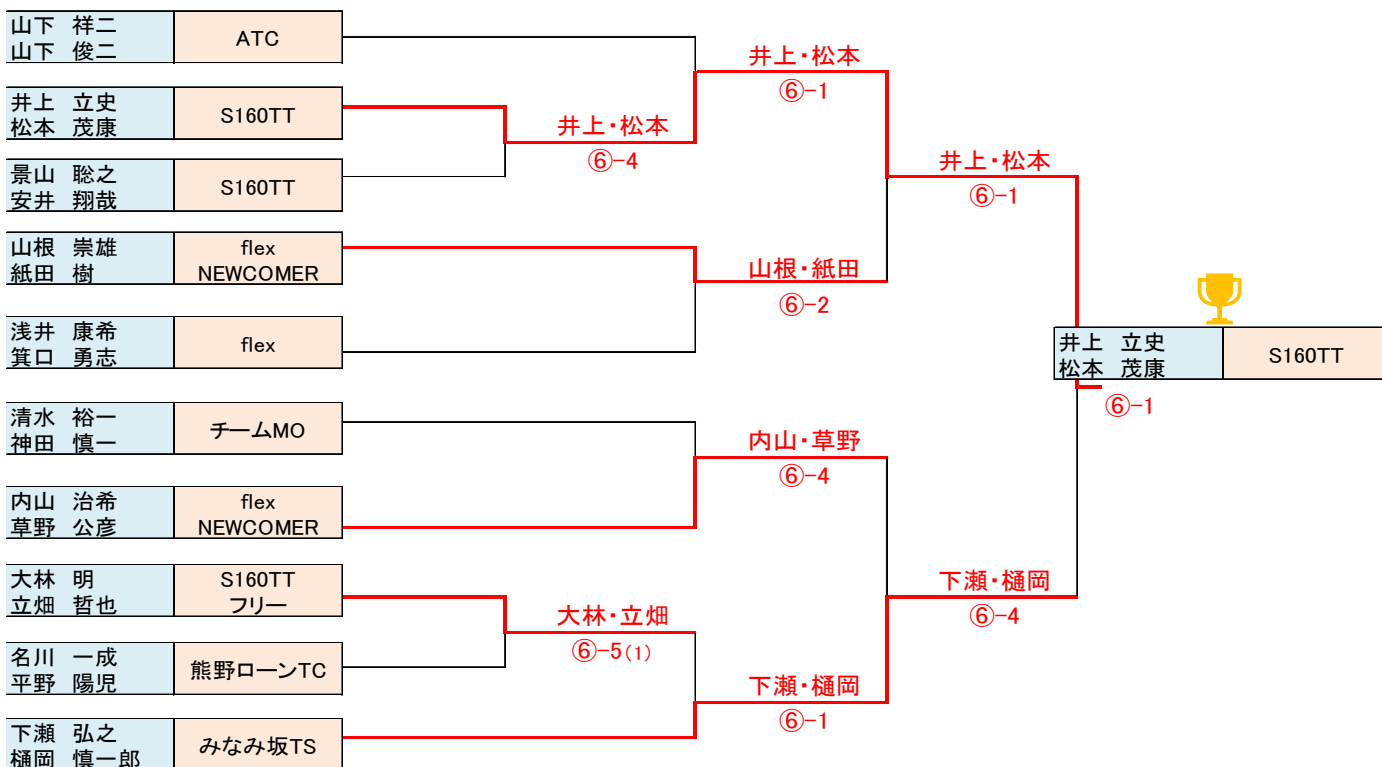 山下 祥二
山下 俊二
ATC
井上 立史
松本 茂康
S160TT
景山 聡之
安井 翔哉
S160TT
山根 崇雄
紙田 樹
flex
NEWCOMER
浅井 康希
箕口 勇志
flex
清水 裕一
神田 慎一
チームMO
内山 治希
草野 公彦
flex
NEWCOMER
大林 明
立畑 哲也
S160TT
フリー
名川 一成
平野 陽児
熊野ローンTC
下瀬 弘之
樋岡 慎一郎
みなみ坂TS
井上・松本
⑥-4
大林・立畑
⑥-5(1)
井上・松本
⑥-1
山根・紙田
⑥-2
内山・草野
⑥-4
下瀬・樋岡
⑥-1
井上・松本
⑥-1
下瀬・樋岡
⑥-4
井上 立史
松本 茂康
S160TT
⑥-1